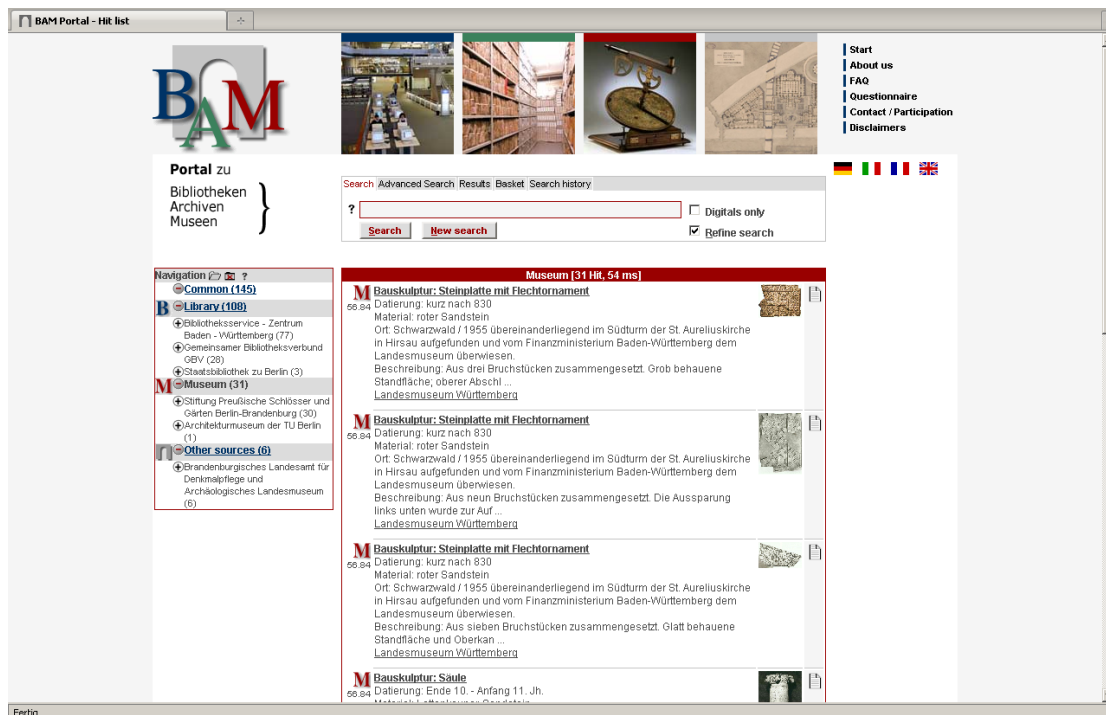 BAM Portal - Hit list
BAM
Portal zu
Bibliotheken
Archiven
Museen
Start
About us
FAQ
Questionnaire
Contact / Participation
Disclaimers
Search Advanced Search Results Basket Search history
?
Digitals only
Search New search
Refine search
Navigation ?
Common (145)
B Library (108)
Bibliotheksservice - Zentrum
Baden - Württemberg (77)
Gemeinsamer Bibliotheksverbund
GBV (28)
Staatsbibliothek zu Berlin (3)
M Museum (31)
Stiftung Preußische Schlösser und
Gärten Berlin-Brandenburg (30)
Architekturmuseum der TU Berlin
(1)
Other sources (6)
Brandenburgisches Landesamt für
Denkmalpflege und
Archäologisches Landesmuseum
(6)
Museum [31 Hit, 54 ms]
M Bauskulptur: Steinplatte mit Flechtornament
56.84 Datierung: kurz nach 830
Material: roter Sandstein
Ort: Schwarzwald / 1955 übereinanderliegend im Südturm der St. Aureliuskirche
in Hirsau aufgefunden und vom Finanzministerium Baden-Württemberg dem
Landesmuseum überwiesen.
Beschreibung: Aus drei Bruchstücken zusammengesetzt. Grob behauene
Standfläche; oberer Abschl ...
Landesmuseum Württemberg
M Bauskulptur: Steinplatte mit Flechtornament
56.84 Datierung: kurz nach 830
Material: roter Sandstein
Ort: Schwarzwald / 1955 übereinanderliegend im Südturm der St. Aureliuskirche
in Hirsau aufgefunden und vom Finanzministerium Baden-Württemberg dem
Landesmuseum überwiesen.
Beschreibung: Aus neun Bruchstücken zusammengesetzt. Die Aussparung
links unten wurde zur Auf ...
Landesmuseum Württemberg
M Bauskulptur: Steinplatte mit Flechtornament
56.84 Datierung: kurz nach 830
Material: roter Sandstein
Ort: Schwarzwald / 1955 übereinanderliegend im Südturm der St. Aureliuskirche
in Hirsau aufgefunden und vom Finanzministerium Baden-Württemberg dem
Landesmuseum überwiesen.
Beschreibung: Aus sieben Bruchstücken zusammengesetzt. Glatt behauene
Standfläche und Oberkan ...
Landesmuseum Württemberg
M Bauskulptur: Säule
56.84 Datierung: Ende 10. - Anfang 11. Jh.
Fertig